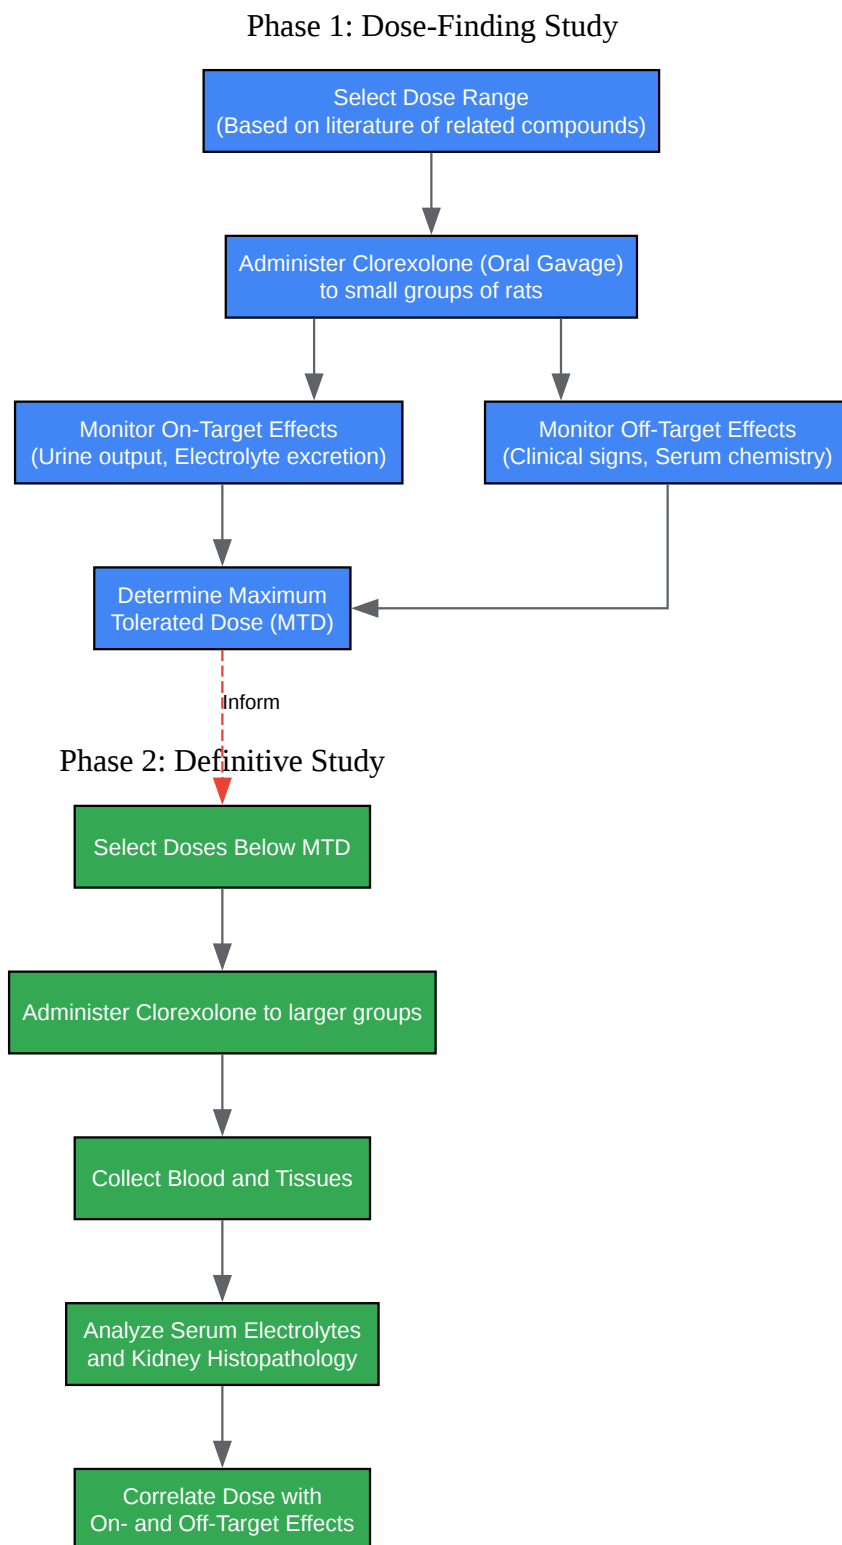 Phase 1: Dose-Finding Study
Select Dose Range
(Based on literature of related compounds)
Administer Clorexolone (Oral Gavage)
to small groups of rats
Monitor On-Target Effects
(Urine output, Electrolyte excretion)
Monitor Off-Target Effects
(Clinical signs, Serum chemistry)
Determine Maximum
Tolerated Dose (MTD)
Inform
Phase 2: Definitive Study
Select Doses Below MTD
Administer Clorexolone to larger groups
Collect Blood and Tissues
Analyze Serum Electrolytes
and Kidney Histopathology
Correlate Dose with
On- and Off-Target Effects